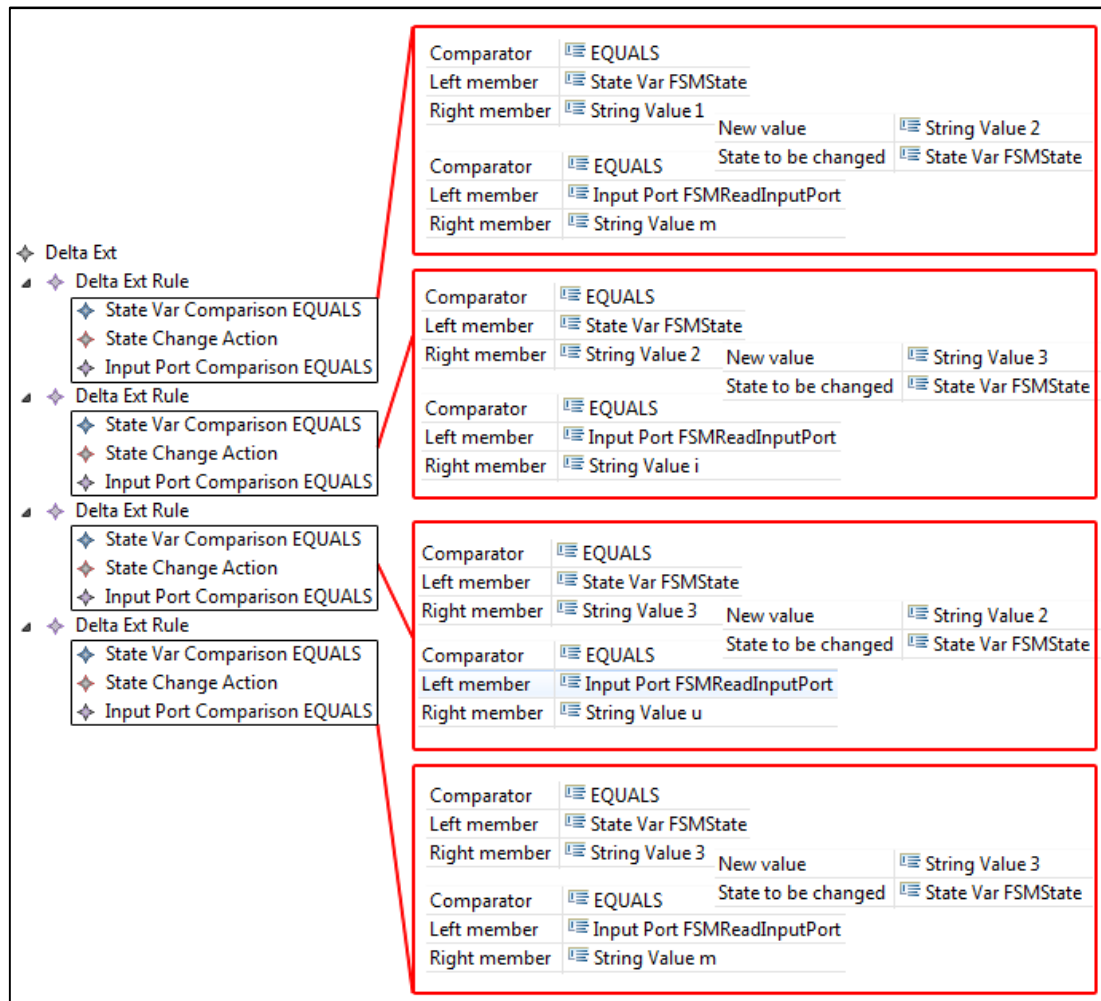 Delta Ext
Delta Ext Rule
State Var Comparison EQUALS
State Change Action
Input Port Comparison EQUALS
Delta Ext Rule
State Var Comparison EQUALS
State Change Action
Input Port Comparison EQUALS
Delta Ext Rule
State Var Comparison EQUALS
State Change Action
Input Port Comparison EQUALS
Delta Ext Rule
State Var Comparison EQUALS
State Change Action
Input Port Comparison EQUALS
Comparator EQUALS
Left member State Var FSMState
Right member String Value 1
New value String Value 2
State to be changed State Var FSMState
Comparator EQUALS
Left member Input Port FSMReadInputPort
Right member String Value m
Comparator EQUALS
Left member State Var FSMState
Right member String Value 2
New value String Value 3
State to be changed State Var FSMState
Comparator EQUALS
Left member Input Port FSMReadInputPort
Right member String Value i
Comparator EQUALS
Left member State Var FSMState
Right member String Value 3
New value String Value 2
State to be changed State Var FSMState
Comparator EQUALS
Left member Input Port FSMReadInputPort
Right member String Value u
Comparator EQUALS
Left member State Var FSMState
Right member String Value 3
New value String Value 3
State to be changed State Var FSMState
Comparator EQUALS
Left member Input Port FSMReadInputPort
Right member String Value m